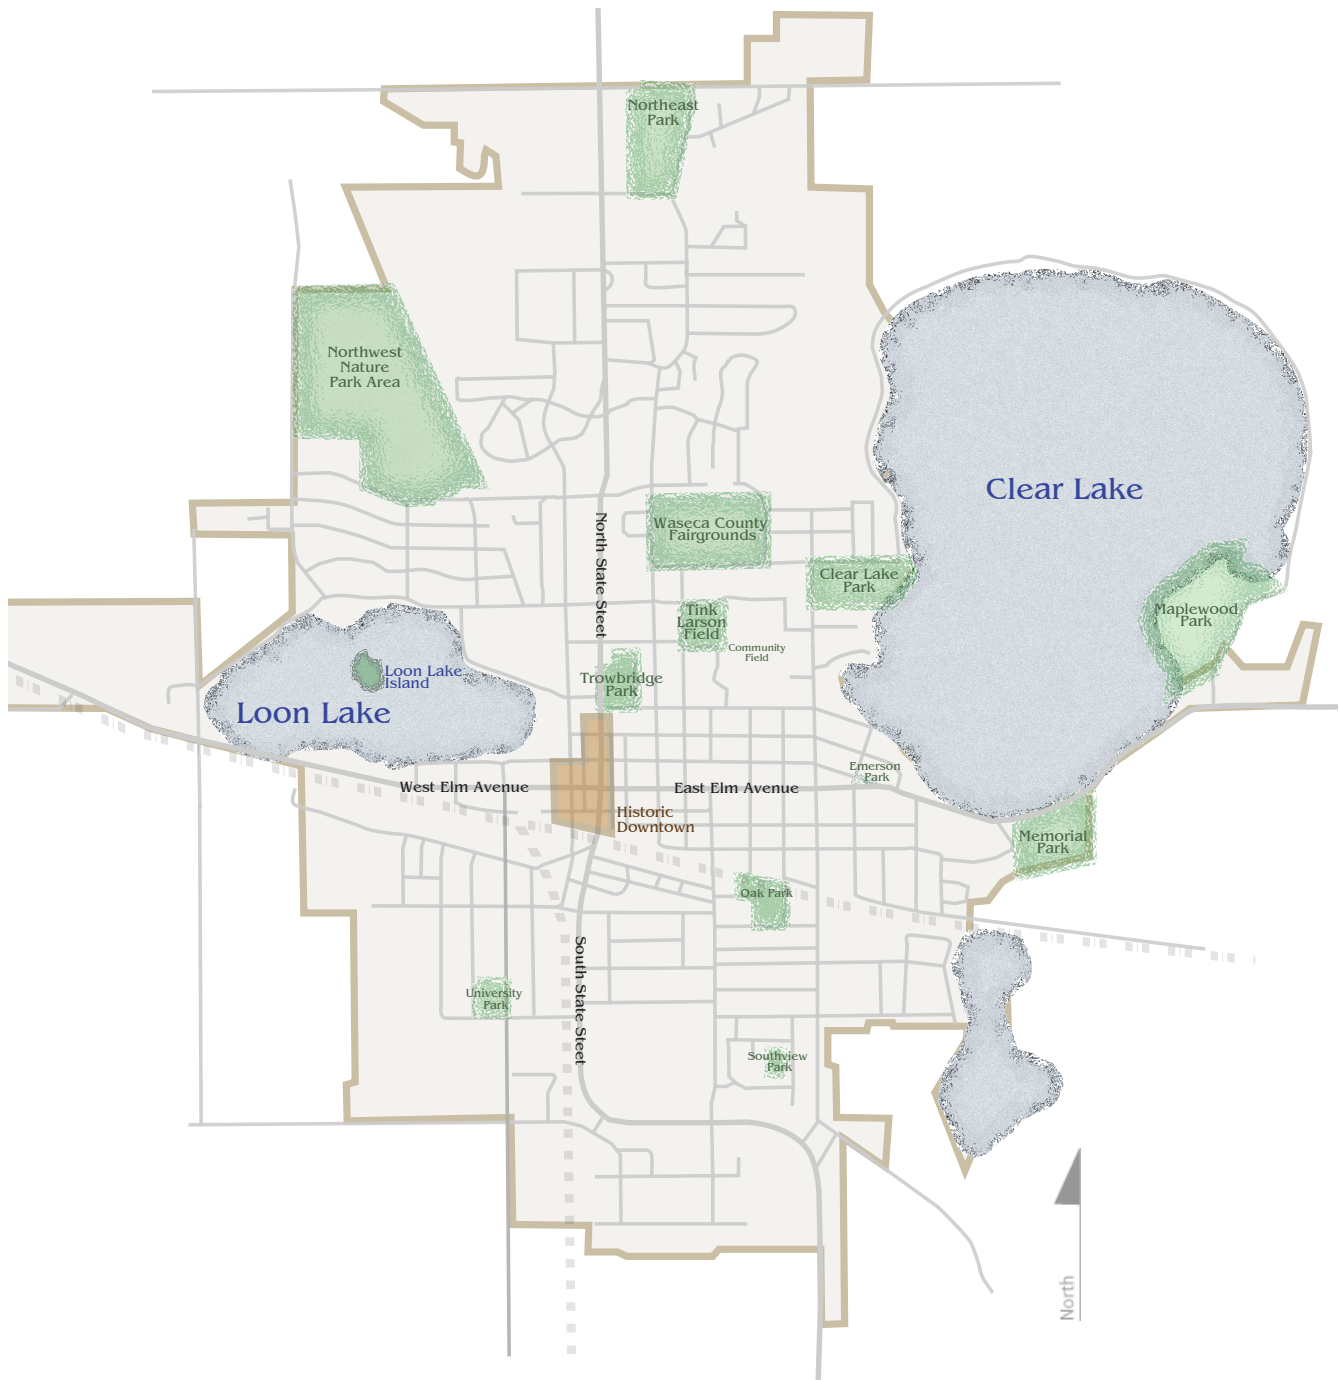 Northeast
Park
Northwest
Nature
Park Area
Clear Lake
North State Steet
Waseca County
Fairgrounds
Clear Lake
Park
Tink
Larson
Field
Maplewood
Park
Community
Field
Loon Lake
Island
Trowbridge
Park
Loon Lake
Emerson
Park
West Elm Avenue
East Elm Avenue
Historic
Downtown
Memorial
Park
Oak Park
South State Steet
University
Park
Southview
Park
North